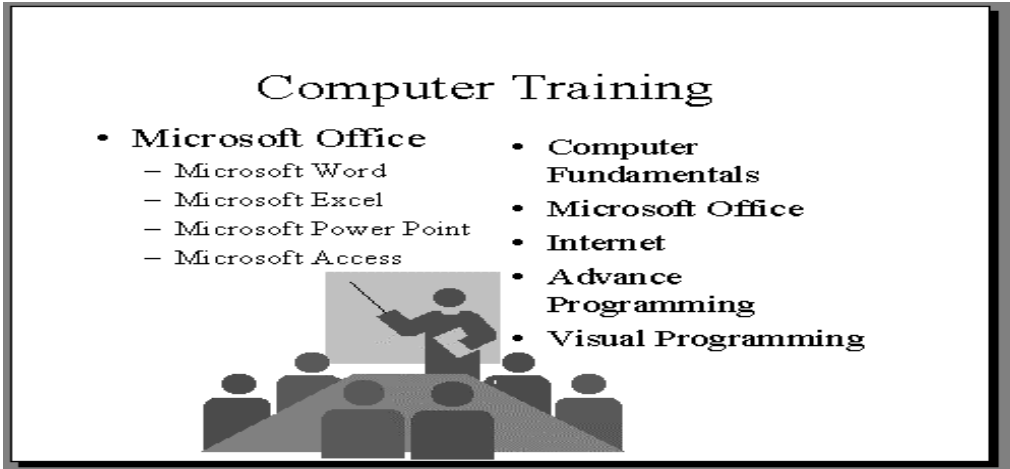 Computer Training
• Microsoft Office
– Microsoft Word
– Microsoft Excel
– Microsoft Power Point
– Microsoft Access
• Computer
Fundamentals
• Microsoft Office
• Internet
• Advance
Programming
• Visual Programming